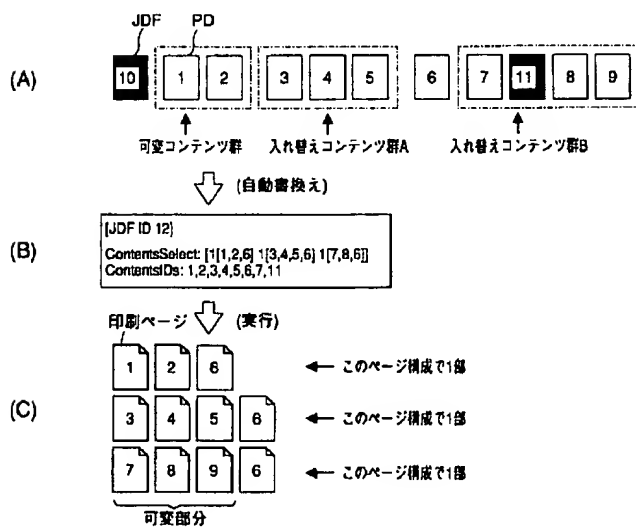 JDF PD
(A) 10 1 2 3 4 5 6 7 11 8 9
可変コンテンツ群 入れ替えコンテンツ群A 入れ替えコンテンツ群B
(自動書換え)
(B)
[JDF ID 12]
ContentsSelect: [1[1,2,6] 1[3,4,5,6] 1[7,8,6]]
ContentsIDs: 1,2,3,4,5,6,7,11
印刷ページ (実行)
1 2 6 このページ構成で1部
(C) 3 4 5 6 このページ構成で1部
7 8 9 6 このページ構成で1部
可変部分